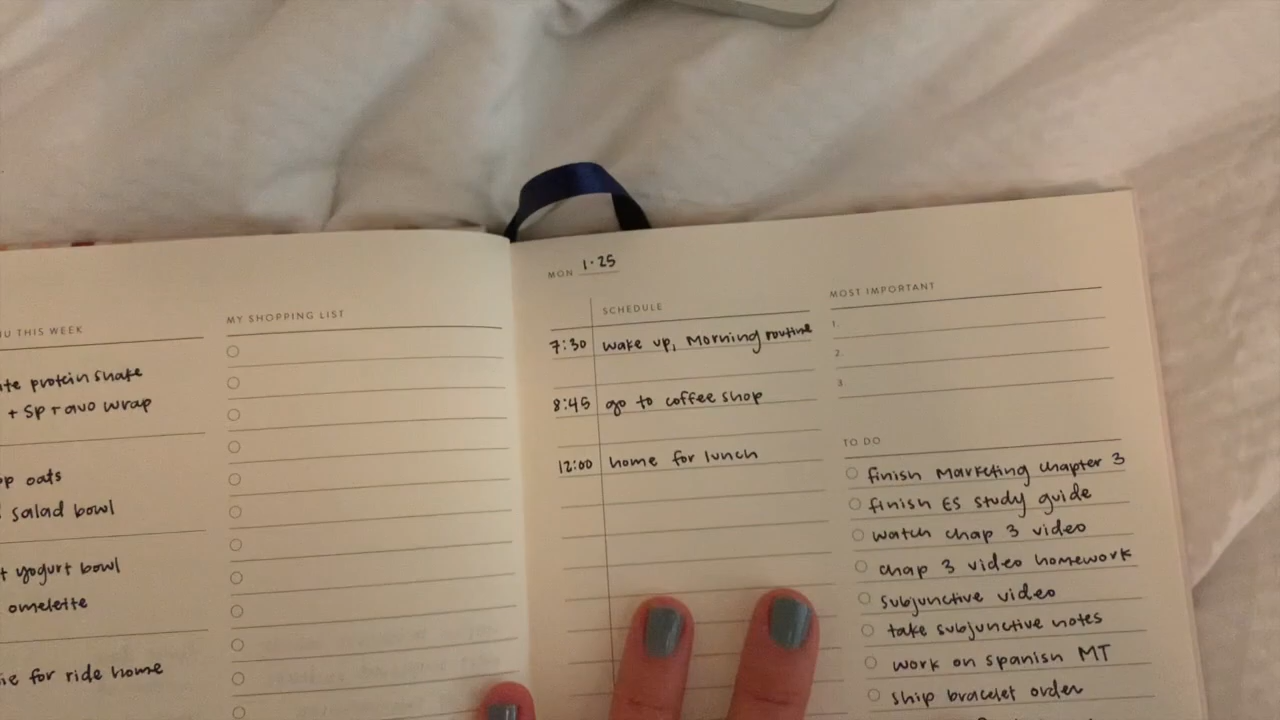 THIS WEEK
protein shake
+ sp + avo wrap
oats
salad bowl
yogurt bowl
omelette
for ride home
MY SHOPPING LIST
MON 1.25
SCHEDULE
7:30 wake up, Morning routine
8:45 go to coffee shop
12:00 home for lunch
MOST IMPORTANT
1.
2.
3
TO DO
finish Marketing chapter 3
finish ES study guide
watch chap 3 video
chap 3 video homework
subjunctive video
take subjunctive notes
work on spanish MT
ship bracelet order